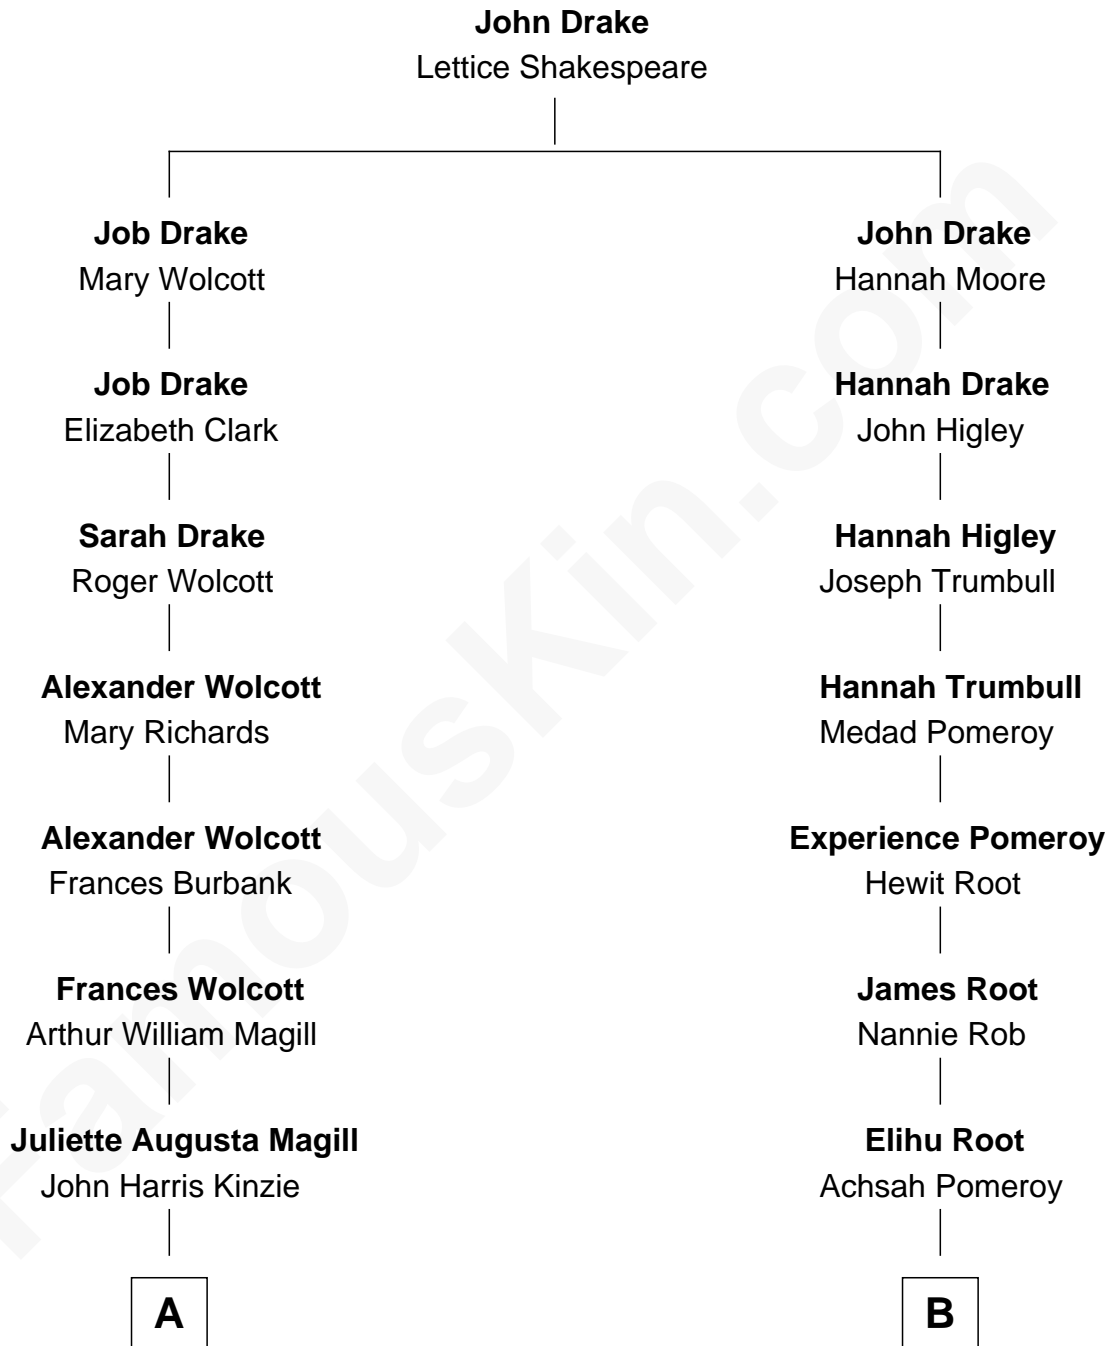 John Drake
Lettice Shakespeare
Job Drake
Mary Wolcott
John Drake
Hannah Moore
Job Drake
Elizabeth Clark
Hannah Drake
John Higley
Sarah Drake
Roger Wolcott
Hannah Higley
Joseph Trumbull
Alexander Wolcott
Mary Richards
Hannah Trumbull
Medad Pomeroy
Alexander Wolcott
Frances Burbank
Experience Pomeroy
Hewit Root
Frances Wolcott
Arthur William Magill
James Root
Nannie Rob
Juliette Augusta Magill
John Harris Kinzie
Elihu Root
Achsah Pomeroy
A
B
FamousKin.com